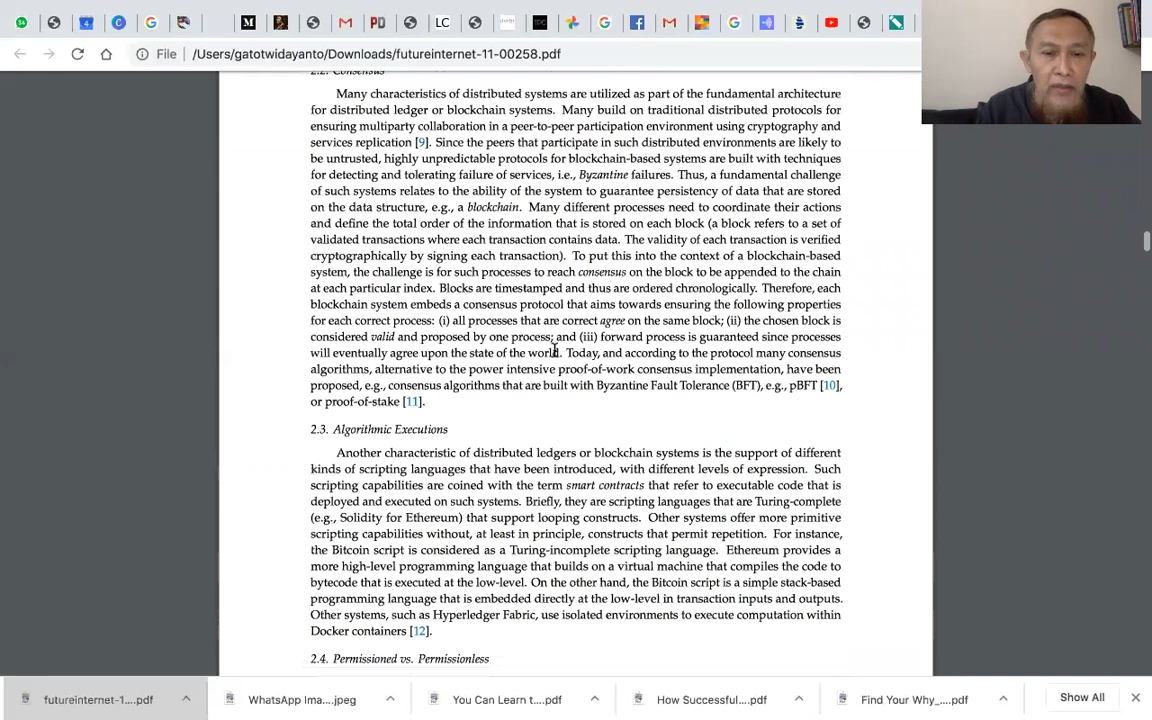 File
/Users/gatotwidayanto/Downloads/futureinternet-11-00258.pdf
2.2. Consensus
Many characteristics of distributed systems are utilized as part of the fundamental architecture
for distributed ledger or blockchain systems. Many build on traditional distributed protocols for
ensuring multiparty collaboration in a peer-to-peer participation environment using cryptography and
services replication [9]. Since the peers that participate in such distributed environments are likely to
be untrusted, highly unpredictable protocols for blockchain-based systems are built with techniques
for detecting and tolerating failure of services, i.e., Byzantine failures. Thus, a fundamental challenge
of such systems relates to the ability of the system to guarantee persistency of data that are stored
on the data structure, e.g., a blockchain. Many different processes need to coordinate their actions
and define the total order of the information that is stored on each block (a block refers to a set of
validated transactions where each transaction contains data. The validity of each transaction is verified
cryptographically by signing each transaction). To put this into the context of a blockchain-based
system, the challenge is for such processes to reach consensus on the block to be appended to the chain
at each particular index. Blocks are timestamped and thus are ordered chronologically. Therefore, each
blockchain system embeds a consensus protocol that aims towards ensuring the following properties
for each correct process: (i) all processes that are correct agree on the same block; (ii) the chosen block is
considered valid and proposed by one process; and (iii) forward process is guaranteed since processes
will eventually agree upon the state of the world. Today, and according to the protocol many consensus
algorithms, alternative to the power intensive proof-of-work consensus implementation, have been
proposed, e.g., consensus algorithms that are built with Byzantine Fault Tolerance (BFT), e.g., pBFT [10],
or proof-of-stake [11].
2.3. Algorithmic Executions
Another characteristic of distributed ledgers or blockchain systems is the support of different
kinds of scripting languages that have been introduced, with different levels of expression. Such
scripting capabilities are coined with the term smart contracts that refer to executable code that is
deployed and executed on such systems. Briefly, they are scripting languages that are Turing-complete
(e.g., Solidity for Ethereum) that support looping constructs. Other systems offer more primitive
scripting capabilities without, at least in principle, constructs that permit repetition. For instance,
the Bitcoin script is considered as a Turing-incomplete scripting language. Ethereum provides a
more high-level programming language that builds on a virtual machine that compiles the code to
bytecode that is executed at the low-level. On the other hand, the Bitcoin script is a simple stack-based
programming language that is embedded directly at the low-level in transaction inputs and outputs.
Other systems, such as Hyperledger Fabric, use isolated environments to execute computation within
Docker containers [12].
2.4. Permissioned vs. Permissionless
futureinternet-1....pdf
WhatsApp Ima....jpeg
You Can Learn t....pdf
How Successful....pdf
Find Your Why_....pdf
Show All